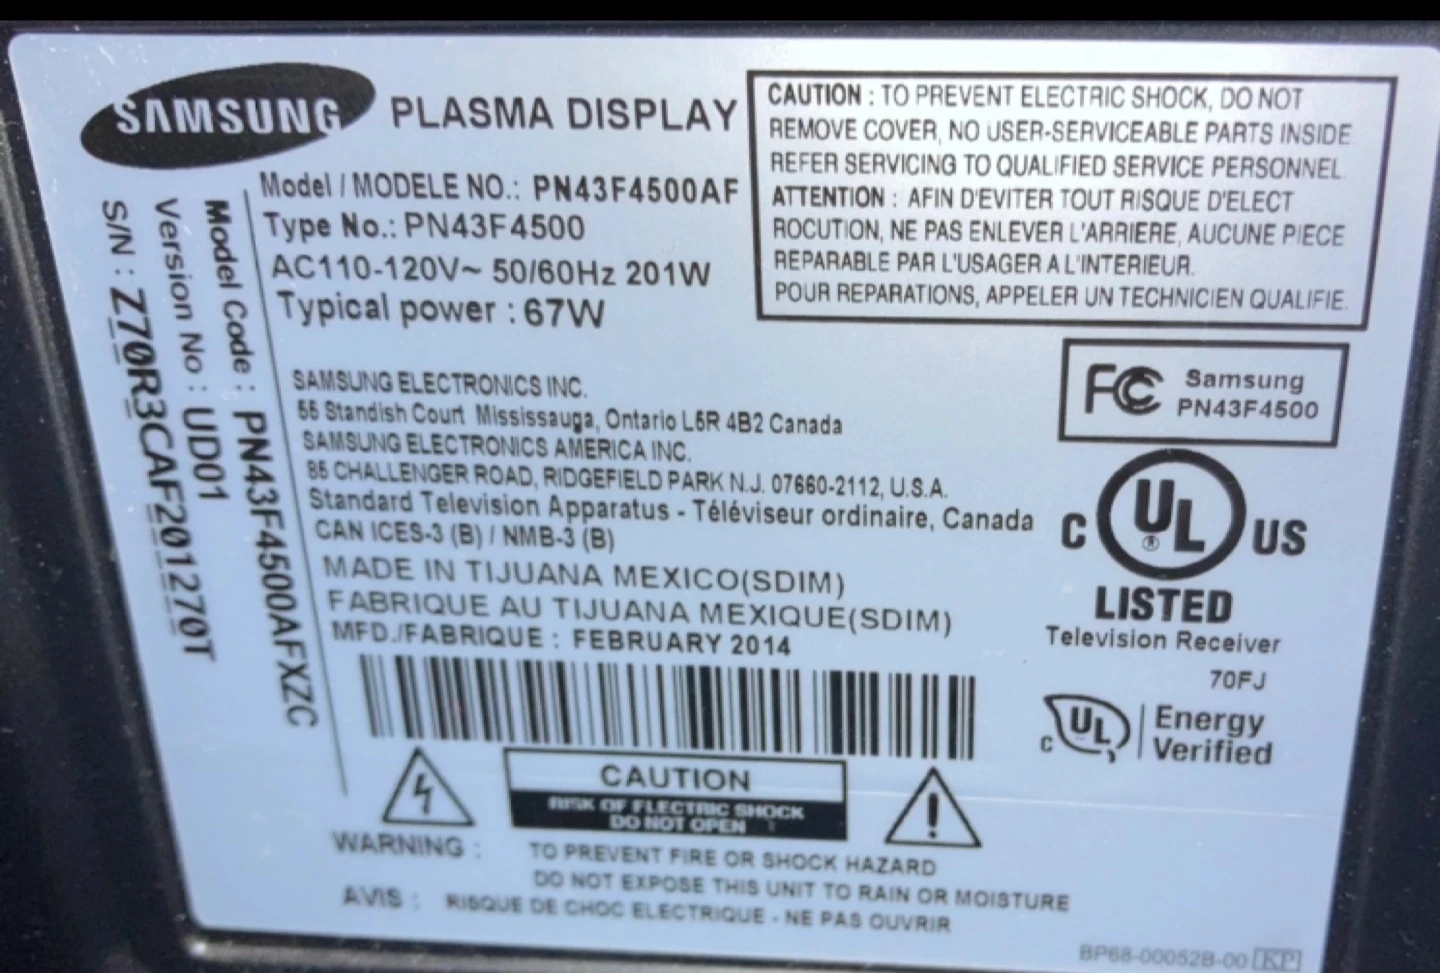 SAMSUNG PLASMA DISPLAY
Model / MODELE NO.: PN43F4500AF
Type No.: PN43F4500
AC110-120V~ 50/60Hz 201W
Typical power : 67W
CAUTION : TO PREVENT ELECTRIC SHOCK, DO NOT
REMOVE COVER, NO USER-SERVICEABLE PARTS INSIDE.
REFER SERVICING TO QUALIFIED SERVICE PERSONNEL.
ATTENTION : AFIN D'EVITER TOUT RISQUE D'ELECT
ROCUTION, NE PAS ENLEVER L'ARRIERE, AUCUNE PIECE
REPARABLE PAR L'USAGER A L'INTERIEUR.
POUR REPARATIONS, APPELER UN TECHNICIEN QUALIFIE.
Model Code : PN43F4500AFXZC
Version No : UD01
S/N : Z70R3CAF201270T
SAMSUNG ELECTRONICS INC.
55 Standish Court Mississauga, Ontario L5R 4B2 Canada
SAMSUNG ELECTRONICS AMERICA INC.
85 CHALLENGER ROAD, RIDGEFIELD PARK N.J. 07660-2112, U.S.A.
Standard Television Apparatus - Téléviseur ordinaire, Canada
CAN ICES-3 (B) / NMB-3 (B)
MADE IN TIJUANA MEXICO(SDIM)
FABRIQUE AU TIJUANA MEXIQUE(SDIM)
MFD./FABRIQUE : FEBRUARY 2014
FC Samsung
PN43F4500
C UL ® US
LISTED
Television Receiver
70FJ
C UL Energy
Verified
CAUTION
RISK OF ELECTRIC SHOCK
DO NOT OPEN
WARNING : TO PREVENT FIRE OR SHOCK HAZARD
DO NOT EXPOSE THIS UNIT TO RAIN OR MOISTURE
AVIS : RISQUE DE CHOC ELECTRIQUE - NE PAS OUVRIR
BP68-00052B-00 KP